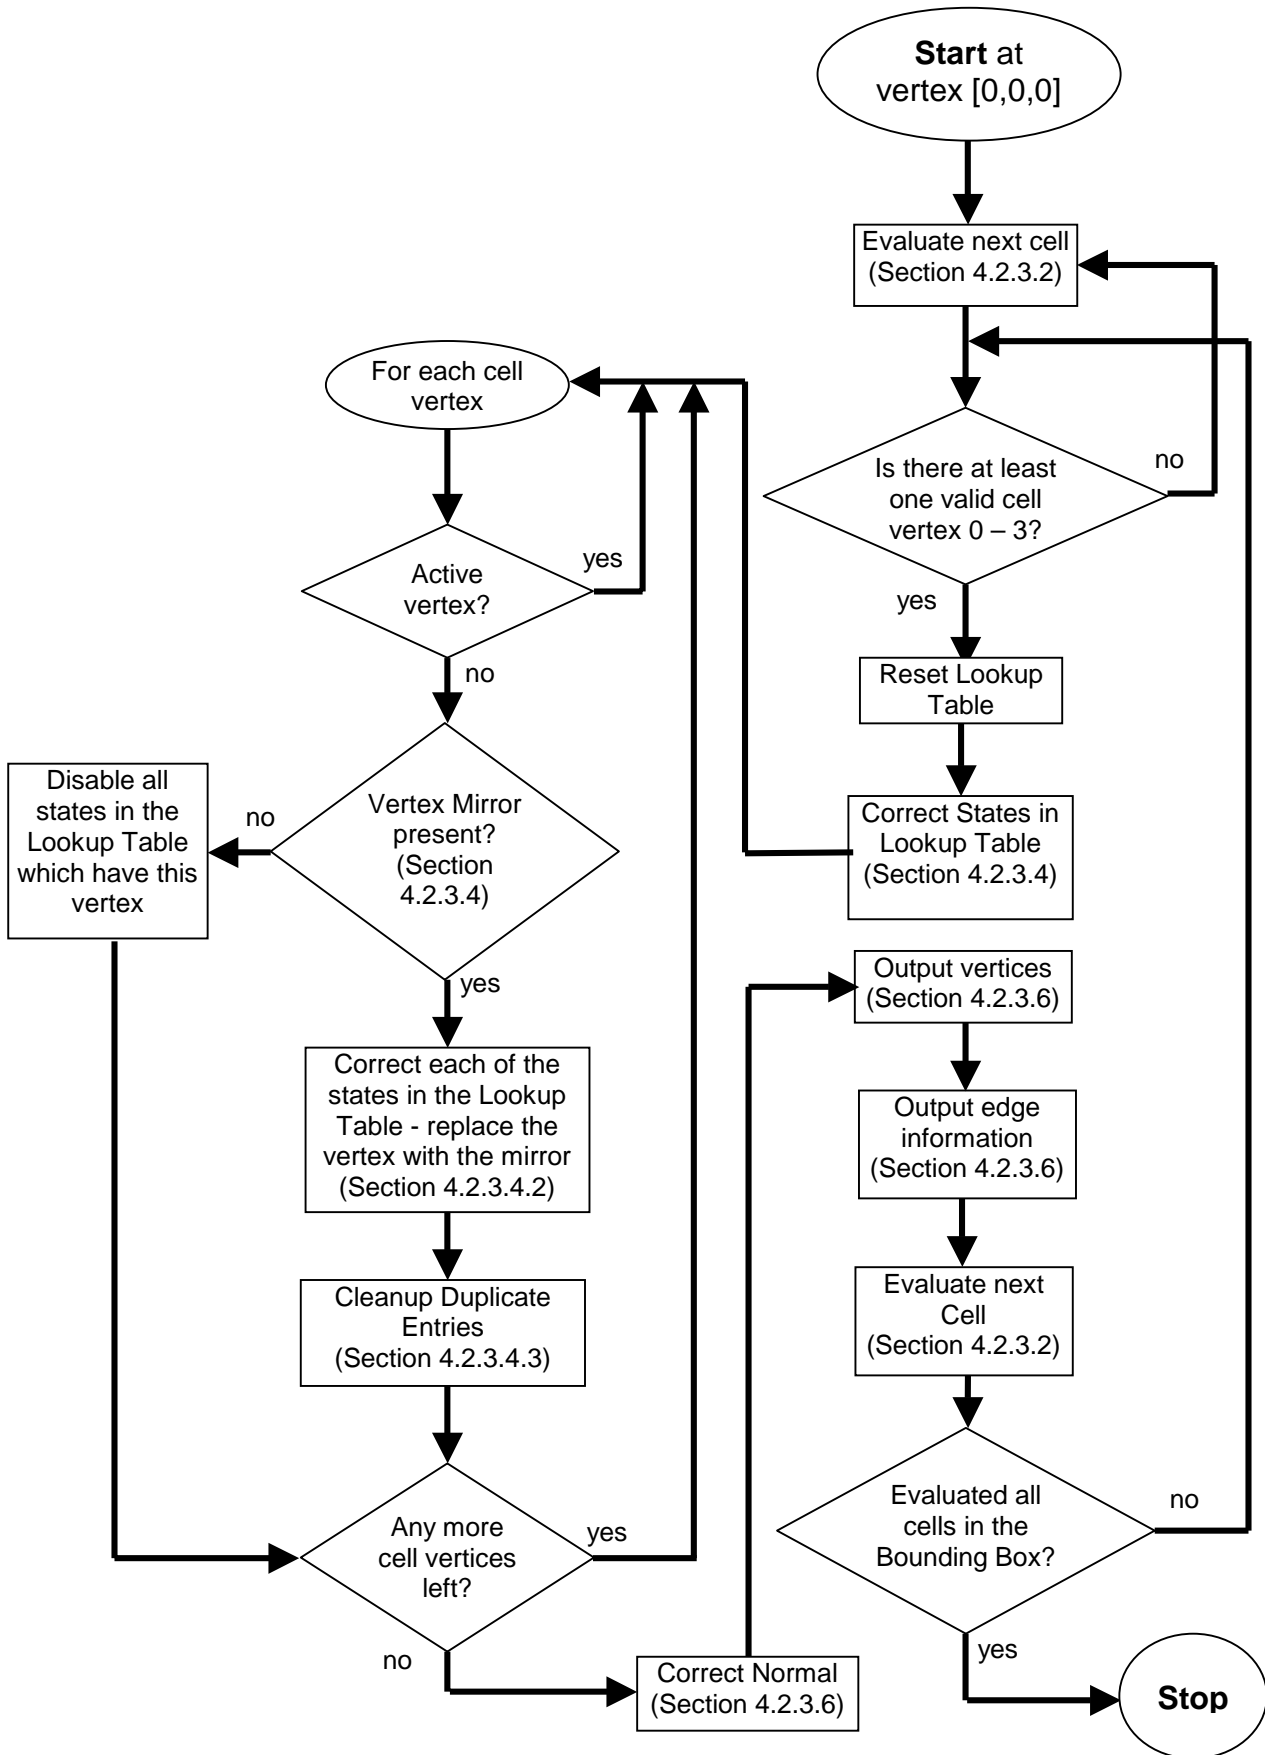 Start at
vertex [0,0,0]
Evaluate next cell
(Section 4.2.3.2)
Is there at least
one valid cell
vertex 0 – 3?
no
yes
Reset Lookup
Table
Correct States in
Lookup Table
(Section 4.2.3.4)
For each cell
vertex
Active
vertex?
yes
no
Vertex Mirror
present?
(Section
4.2.3.4)
no
Disable all
states in the
Lookup Table
which have this
vertex
yes
Correct each of the
states in the Lookup
Table - replace the
vertex with the mirror
(Section 4.2.3.4.2)
Cleanup Duplicate
Entries
(Section 4.2.3.4.3)
Any more
cell vertices
left?
yes
no
Correct Normal
(Section 4.2.3.6)
Output vertices
(Section 4.2.3.6)
Output edge
information
(Section 4.2.3.6)
Evaluate next
Cell
(Section 4.2.3.2)
Evaluated all
cells in the
Bounding Box?
no
yes
Stop